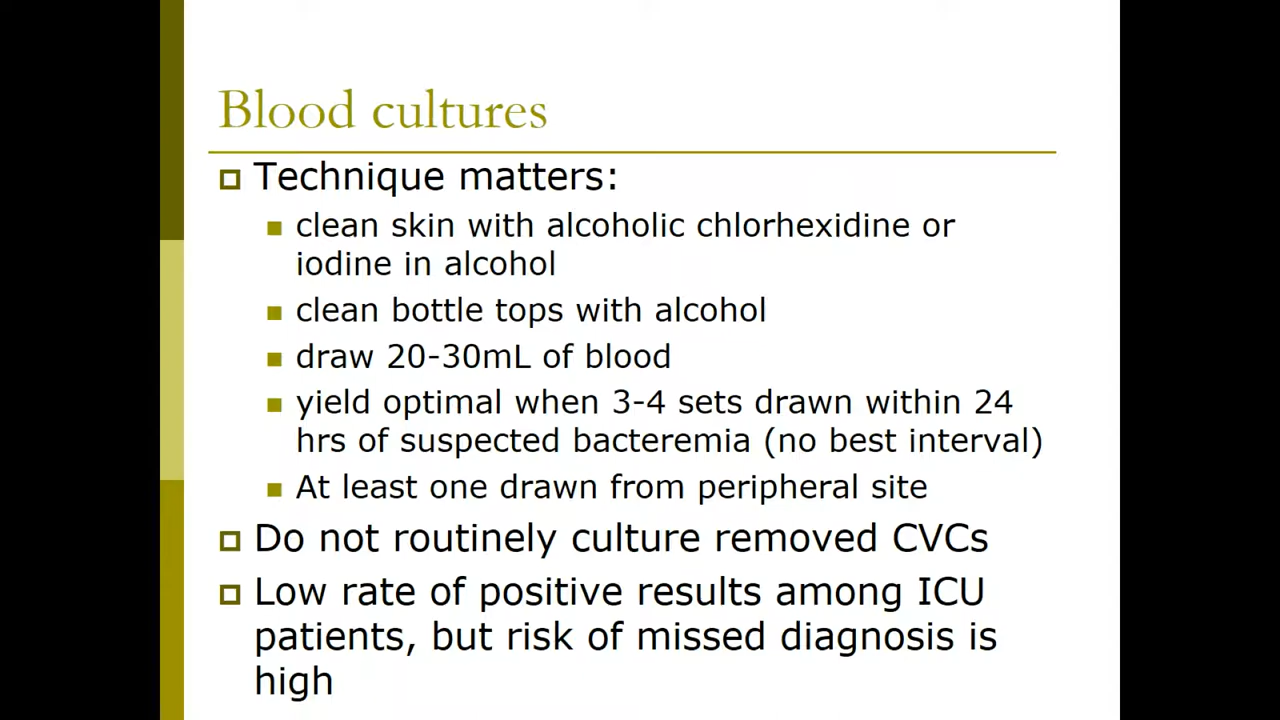 Blood cultures
Technique matters:
clean skin with alcoholic chlorhexidine or
iodine in alcohol
clean bottle tops with alcohol
draw 20-30mL of blood
yield optimal when 3-4 sets drawn within 24
hrs of suspected bacteremia (no best interval)
At least one drawn from peripheral site
Do not routinely culture removed CVCs
Low rate of positive results among ICU
patients, but risk of missed diagnosis is
high